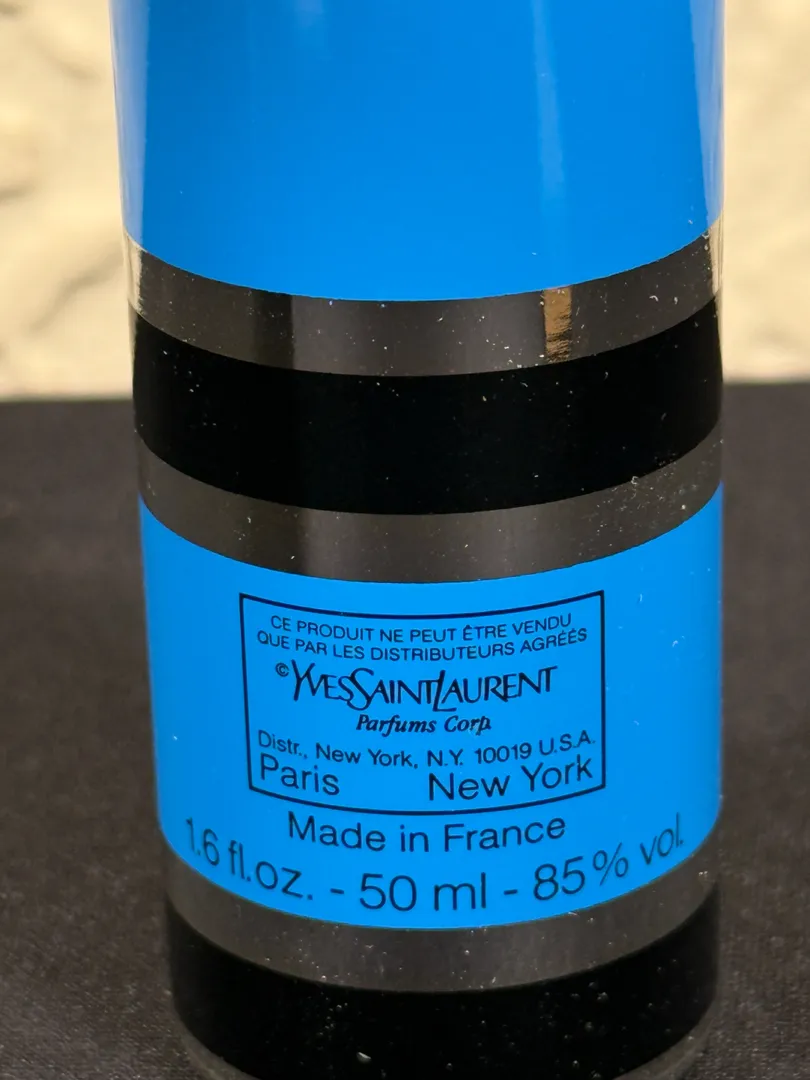 CE PRODUIT NE PEUT ÊTRE VENDU
QUE PAR LES DISTRIBUTEURS AGRÉÉS
©YVESSAINTLAURENT
Parfums Corp.
Distr., New York, N.Y. 10019 U.S.A.
Paris New York
Made in France
1.6 fl.oz. - 50 ml - 85% vol.